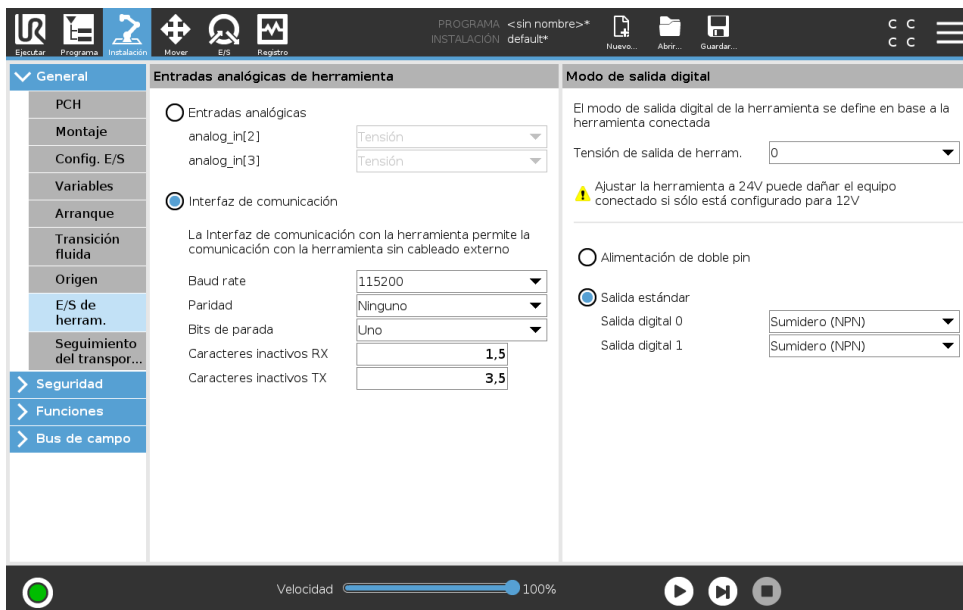 UR
Ejecutar Programa Instalación Mover E/S Registro
PROGRAMA <sin nombre>*
INSTALACIÓN default*
Nuevo... Abrir... Guardar...
C C
C C
General
PCH
Montaje
Config. E/S
Variables
Arranque
Transición
fluida
Origen
E/S de
herram.
Seguimiento
del transpor...
Seguridad
Funciones
Bus de campo
Entradas analógicas de herramienta
Entradas analógicas
analog_in[2] Tensión
analog_in[3] Tensión
Interfaz de comunicación
La Interfaz de comunicación con la herramienta permite la
comunicación con la herramienta sin cableado externo
Baud rate 115200
Paridad Ninguno
Bits de parada Uno
Caracteres inactivos RX 1,5
Caracteres inactivos TX 3,5
Modo de salida digital
El modo de salida digital de la herramienta se define en base a la
herramienta conectada
Tensión de salida de herram. 0
Ajustar la herramienta a 24V puede dañar el equipo
conectado si sólo está configurado para 12V
Alimentación de doble pin
Salida estándar
Salida digital 0 Sumidero (NPN)
Salida digital 1 Sumidero (NPN)
Velocidad 100%